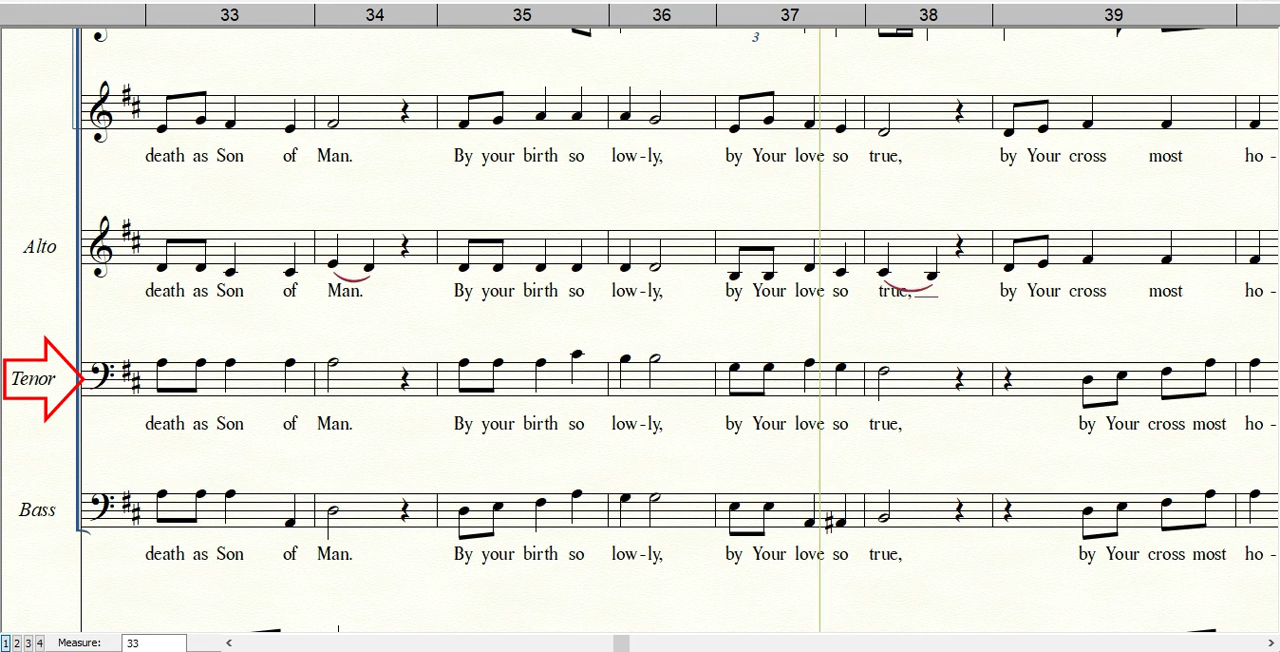 33 34 35 36 37 38 39
3
death as Son of Man. By your birth so low-ly, by Your love so true, by Your cross most ho -
Alto
death as Son of Man. By your birth so low-ly, by Your love so true,___ by Your cross most ho -
Tenor
death as Son of Man. By your birth so low-ly, by Your love so true, by Your cross most ho -
Bass
death as Son of Man. By your birth so low-ly, by Your love so true, by Your cross most ho -
1 2 3 4 Measure: 33